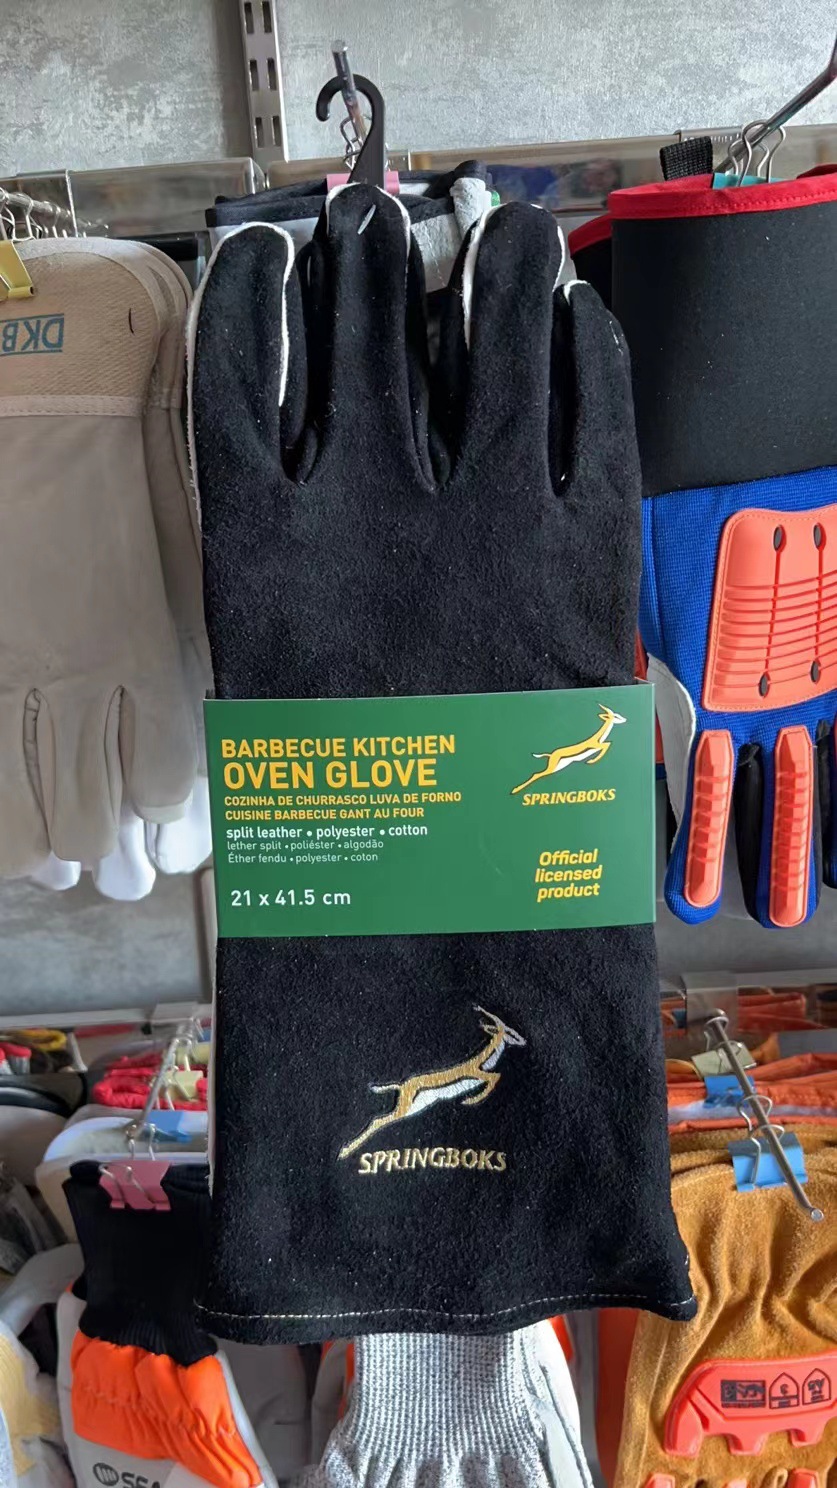 DKB
BARBECUE KITCHEN
OVEN GLOVE
COZINHA DE CHURRASCO LUVA DE FORNO
CUISINE BARBECUE GANT AU FOUR
split leather • polyester • cotton
lether split • poliéster • algodão
Éther fendu • polyester • coton
21 x 41.5 cm
SPRINGBOKS
Official
licensed
product
SPRINGBOKS